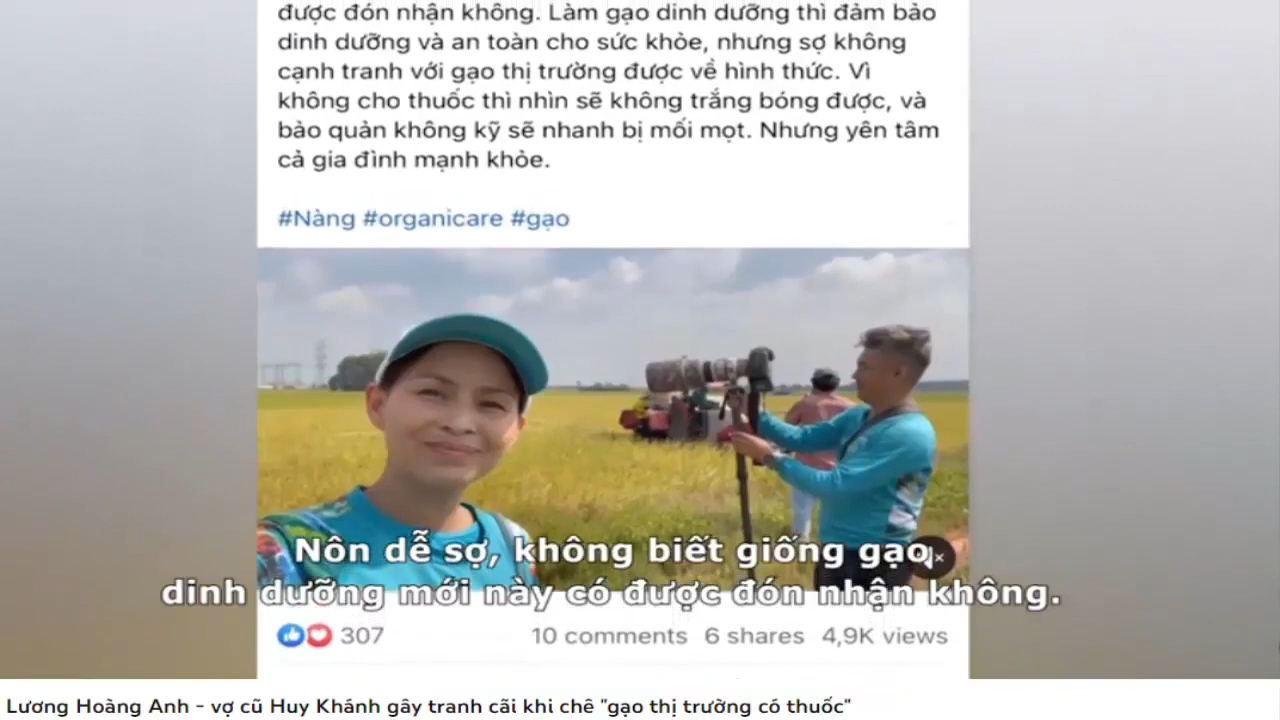 được đón nhận không. Làm gạo dinh dưỡng thì đảm bảo
dinh dưỡng và an toàn cho sức khỏe, nhưng sợ không
cạnh tranh với gạo thị trường được về hình thức. Vì
không cho thuốc thì nhìn sẽ không trắng bóng được, và
bảo quản không kỹ sẽ nhanh bị mối mọt. Nhưng yên tâm
cả gia đình mạnh khỏe.
#Nàng #organicare #gạo
Nôn dễ sợ, không biết giống gạo
dinh dưỡng mới này có được đón nhận không.
307 10 comments 6 shares 4,9K views
Lương Hoàng Anh - vợ cũ Huy Khánh gây tranh cãi khi chê "gạo thị trường có thuốc"